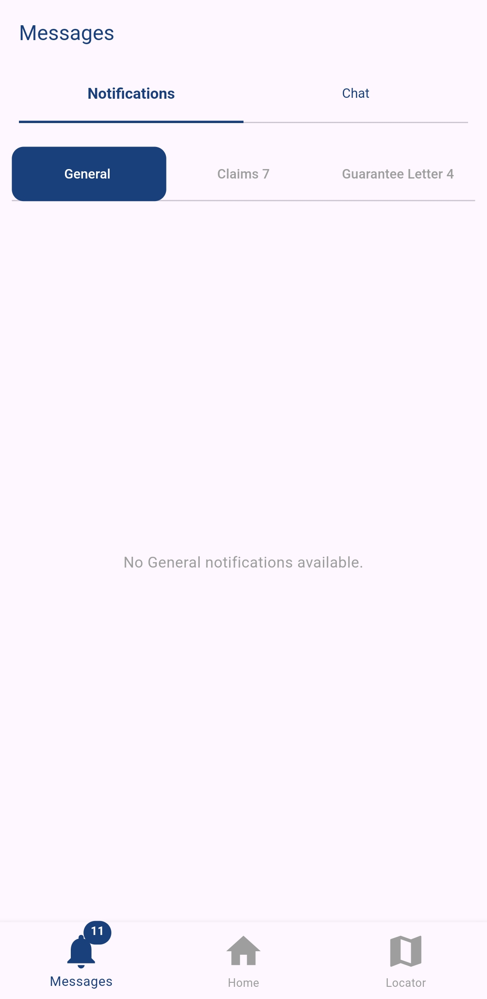 Messages
Notifications Chat
General Claims 7 Guarantee Letter 4
No General notifications available.
11
Messages Home Locator